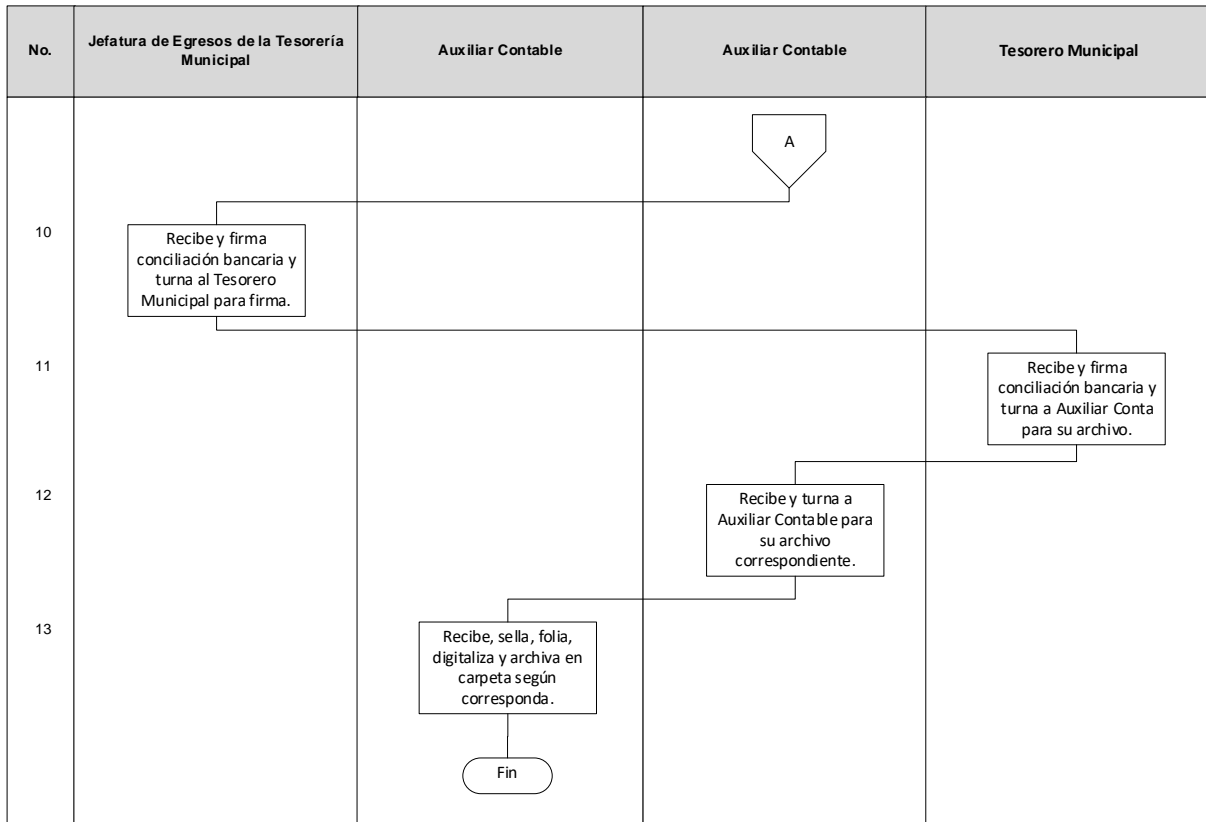 No.
Jefatura de Egresos de la Tesorería
Municipal
Auxiliar Contable
Auxiliar Contable
Tesorero Municipal
A
10
Recibe y firma
conciliación bancaria y
turna al Tesorero
Municipal para firma.
11
Recibe y firma
conciliación bancaria y
turna a Auxiliar Conta
para su archivo.
12
Recibe y turna a
Auxiliar Contable para
su archivo
correspondiente.
13
Recibe, sella, folia,
digitaliza y archiva en
carpeta según
corresponda.
Fin